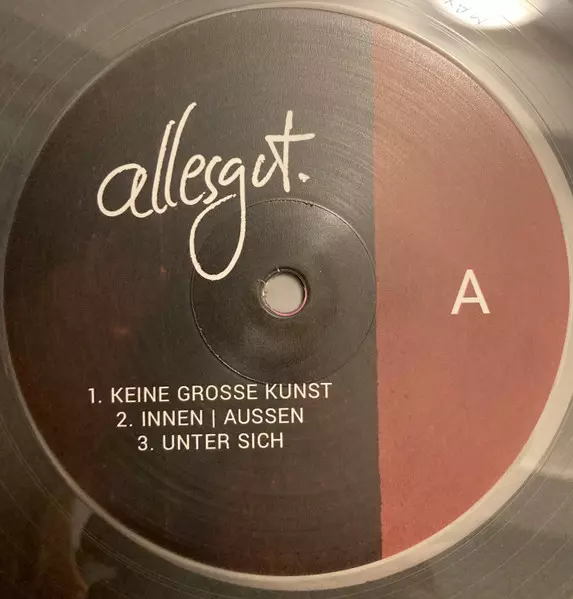 allesgut.
A
1. KEINE GROSSE KUNST
2. INNEN | AUSSEN
3. UNTER SICH